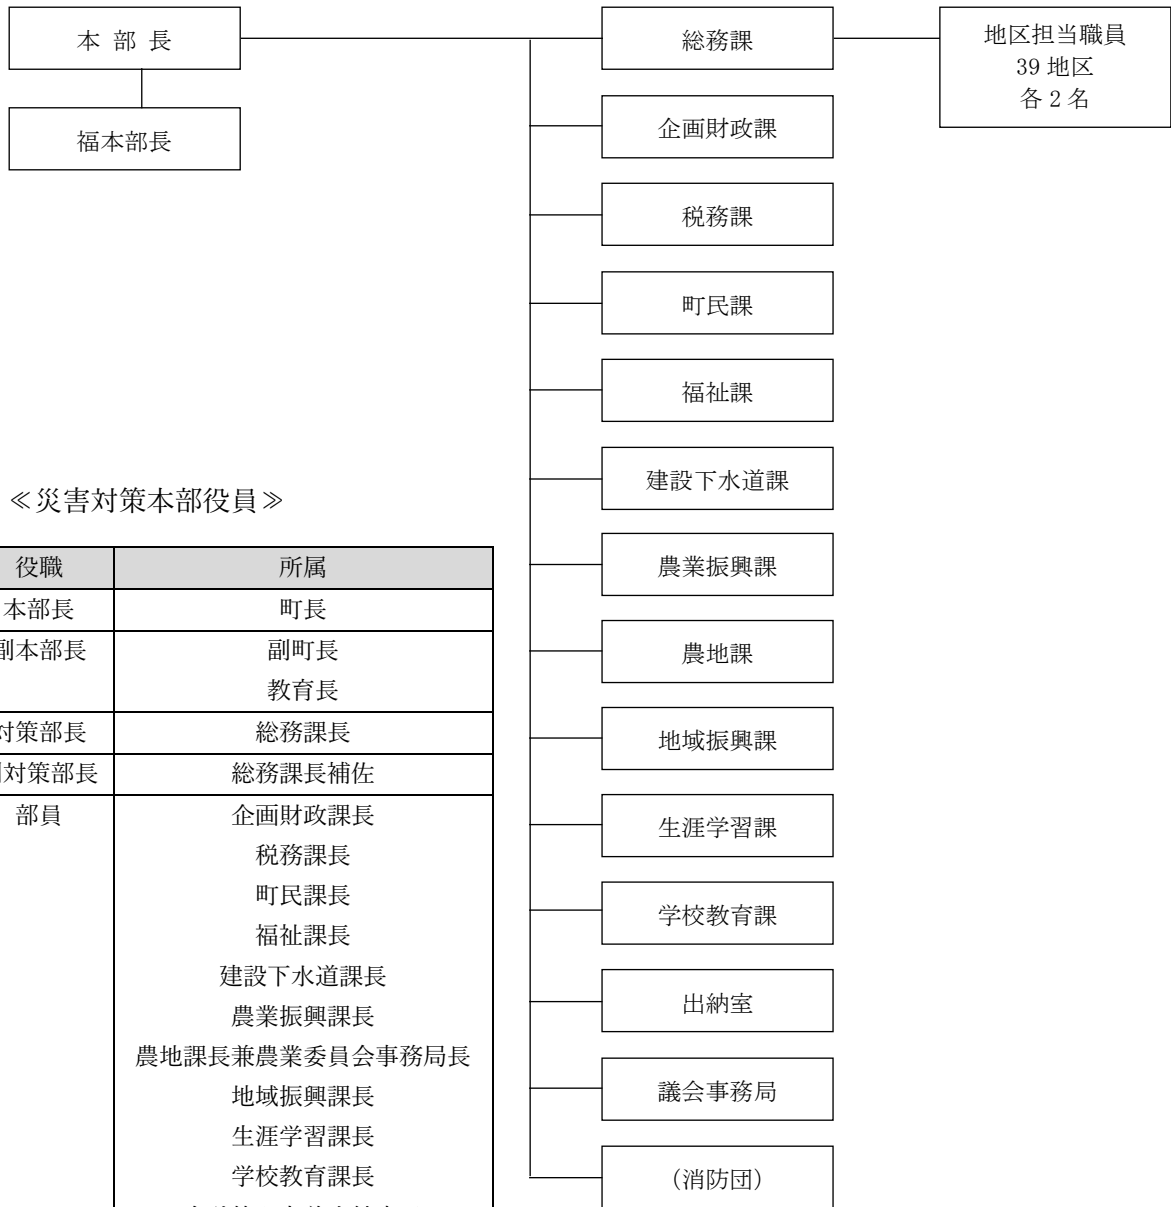 本 部 長
福本部長
総務課
地区担当職員
39 地区
各 2 名
企画財政課
税務課
町民課
福祉課
建設下水道課
農業振興課
農地課
地域振興課
生涯学習課
学校教育課
出納室
議会事務局
（消防団）
≪災害対策本部役員≫
役職 所属
本部長 町長
副本部長 副町長
教育長
対策部長 総務課長
対策部長 総務課長補佐
部員 企画財政課長
税務課長
町民課長
福祉課長
建設下水道課長
農業振興課長
農地課長兼農業委員会事務局長
地域振興課長
生涯学習課長
学校教育課長